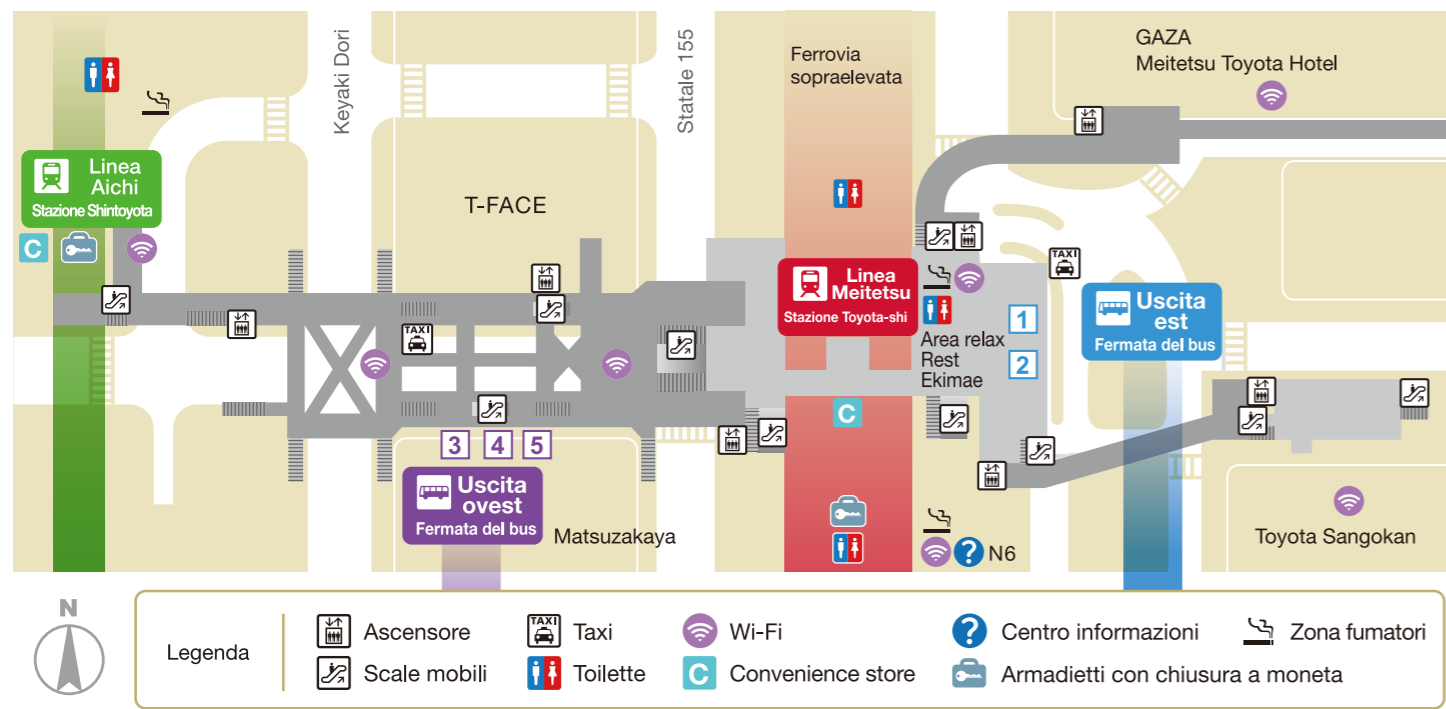 Keyaki Dori
Statale 155
Ferrovia
sopraelevata
GAZA
Meitetsu Toyota Hotel
Linea
Aichi
Stazione Shintoyota
C
T-FACE
TAXI
Linea
Meitetsu
Stazione Toyota-shi
TAXI
Uscita
est
Fermata del bus
1
2
Area relax
Rest
Ekimae
C
3
4
5
Uscita
ovest
Fermata del bus
Matsuzakaya
? N6
Toyota Sangokan
N
Legenda
Ascensore
TAXI Taxi
Wi-Fi
? Centro informazioni
Zona fumatori
Scale mobili
Toilette
C Convenience store
Armadietti con chiusura a moneta